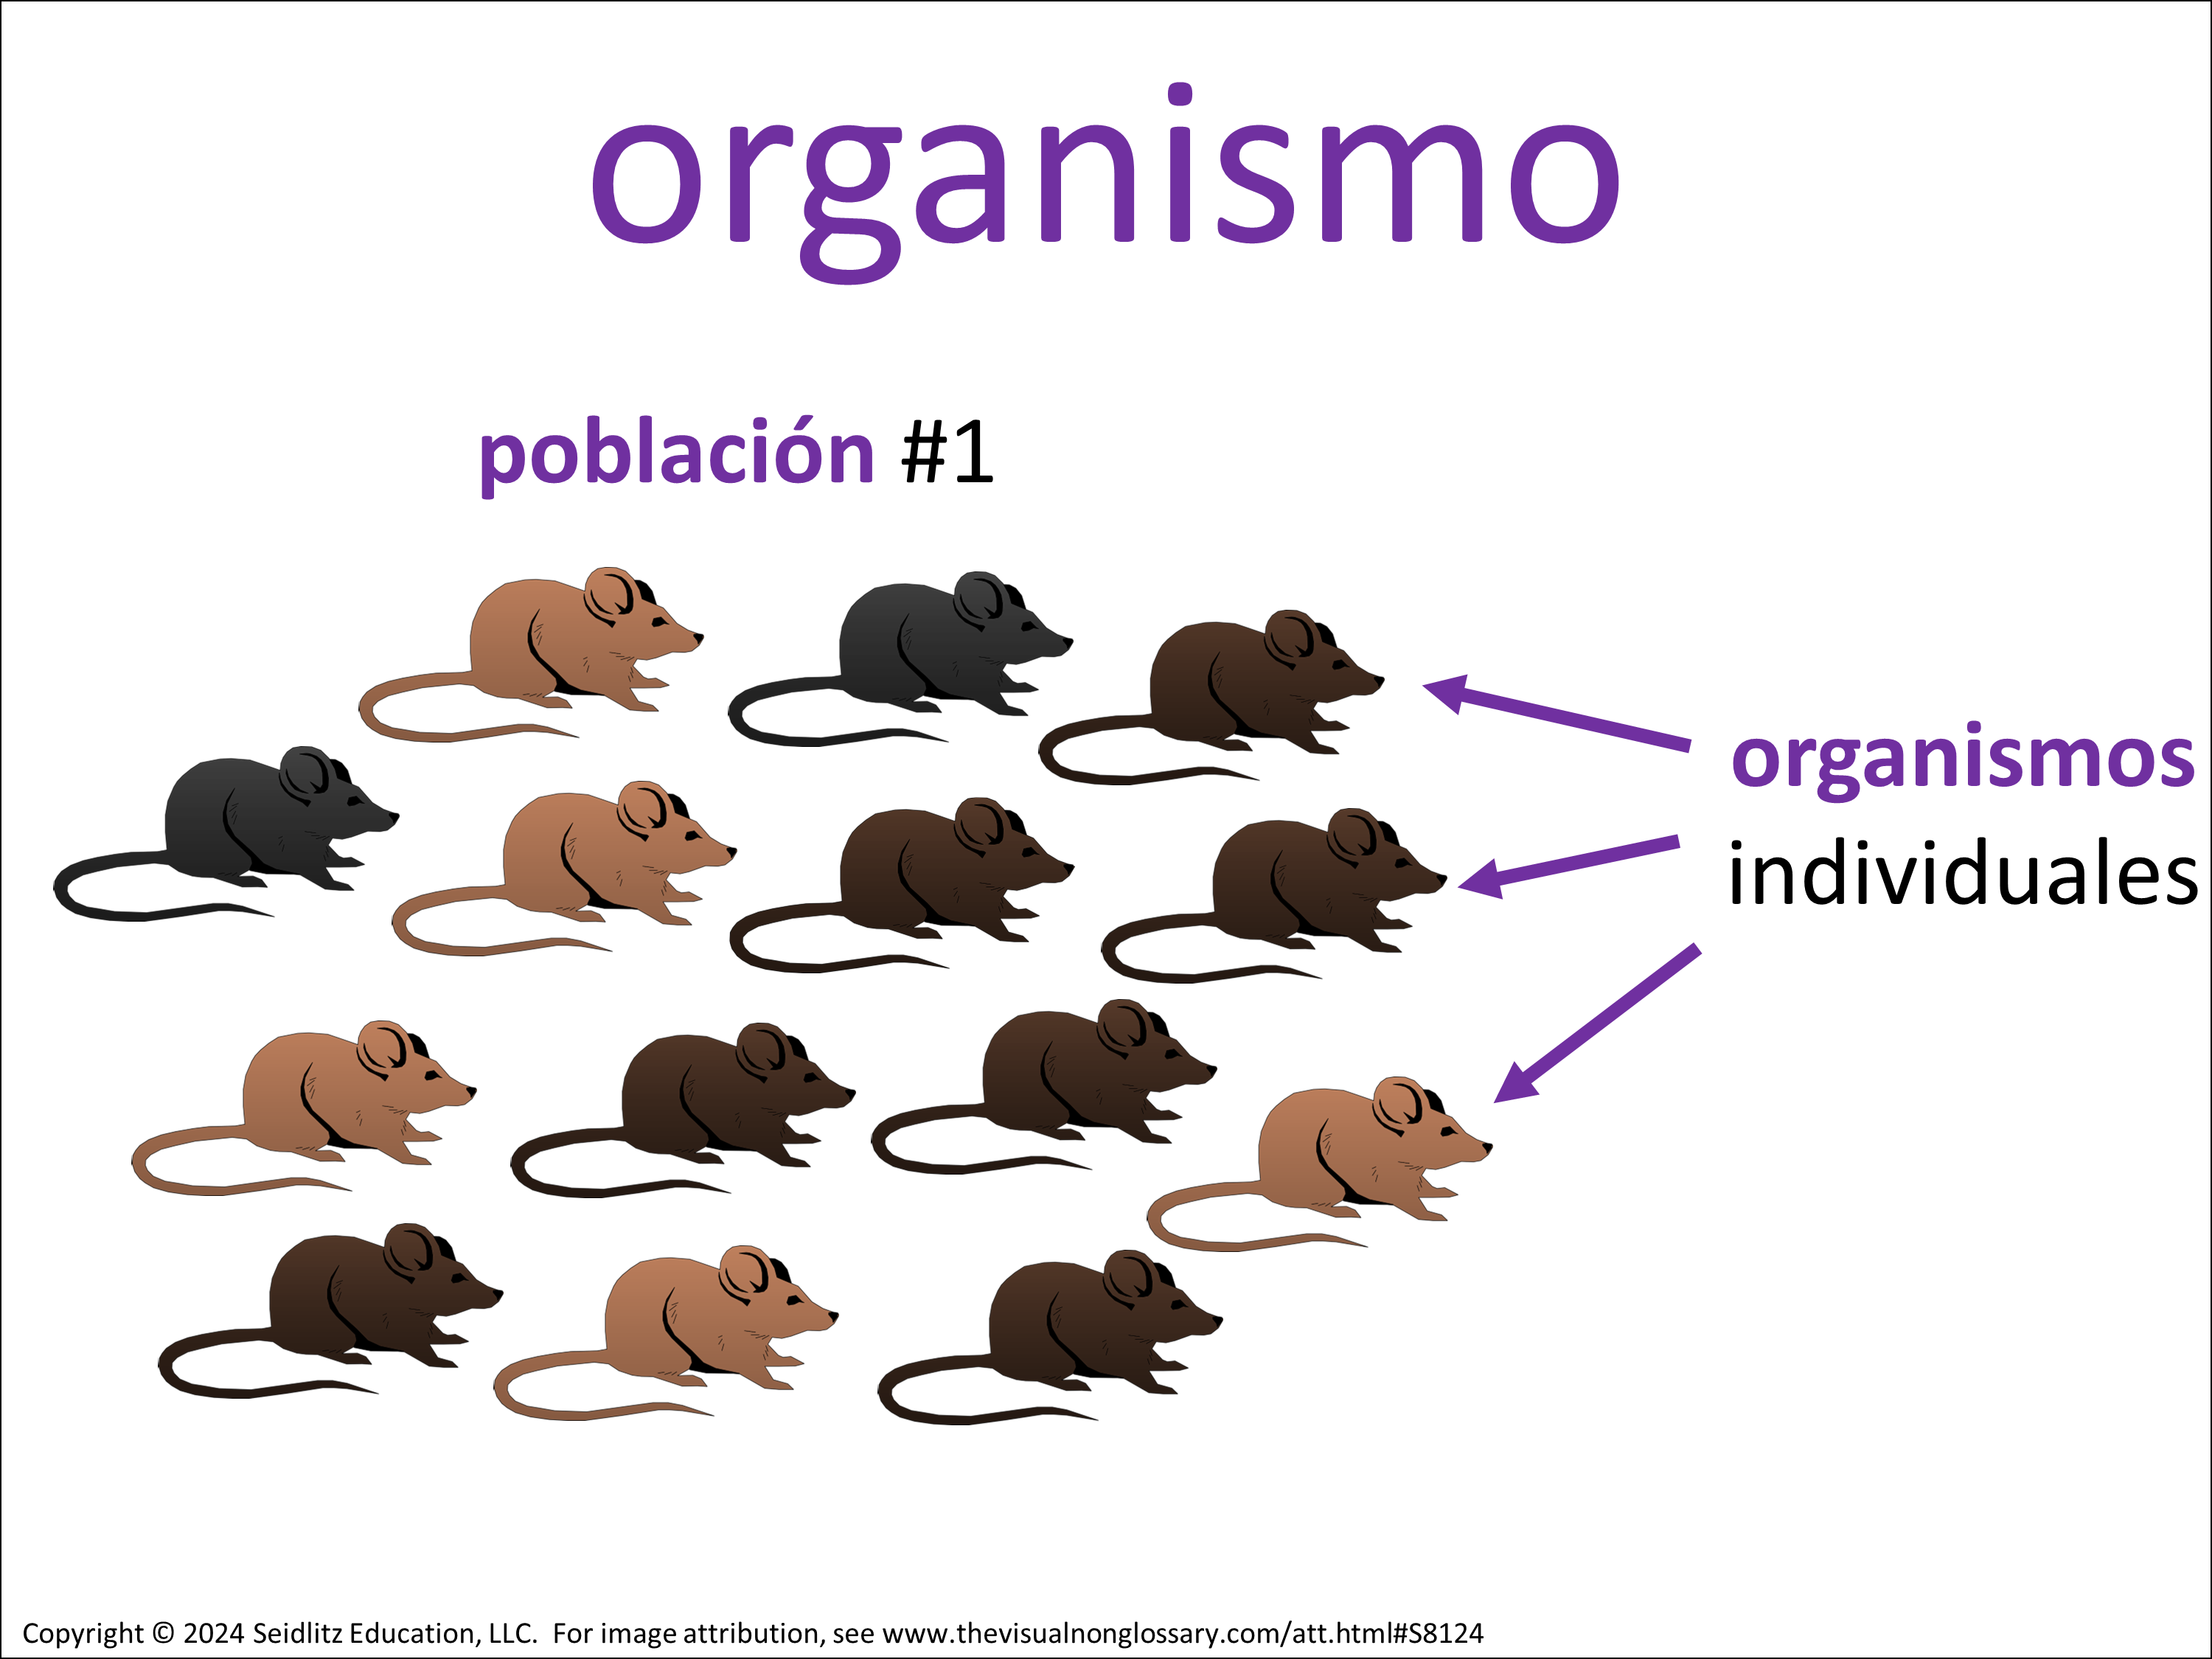 organismo
población #1
organismos
individuales
Copyright © 2024 Seidlitz Education, LLC.  For image attribution, see www.thevisualnonglossary.com/att.html#S8124